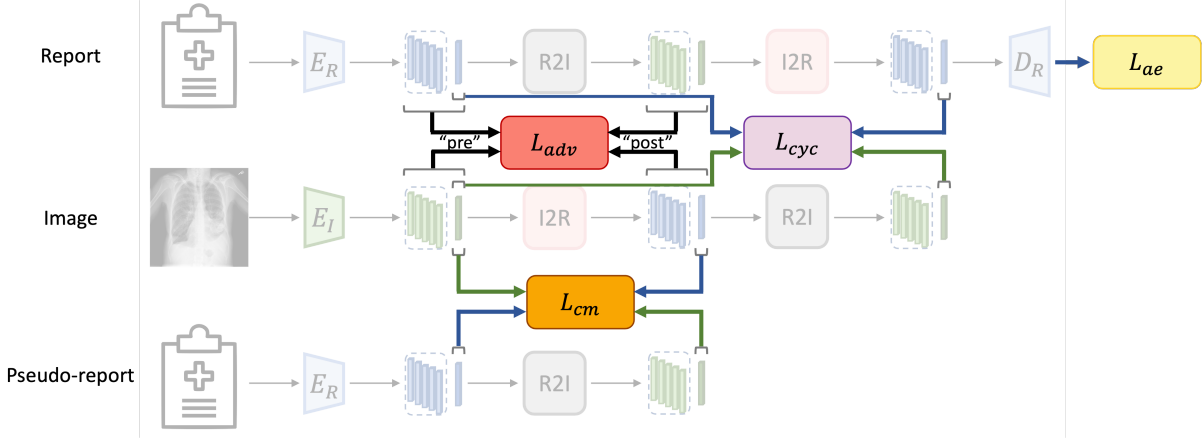 Report
E_R
R2I
I2R
D_R
L_ae
"pre"
L_adv
"post"
L_cyc
Image
E_I
I2R
R2I
L_cm
Pseudo-report
E_R
R2I